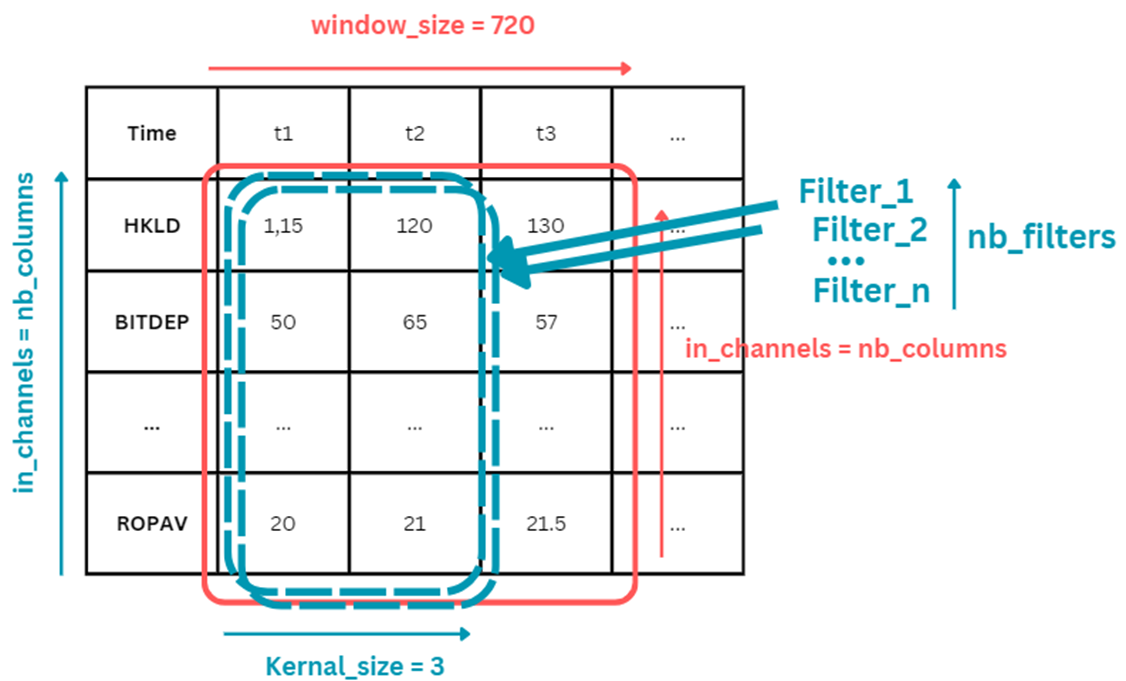 window_size = 720
Time t1 t2 t3 ...
HKLD 1,15 120 130 ...
BITDEP 50 65 57 ...
... ... ... ... ...
ROPAV 20 21 21.5 ...
in_channels = nb_columns
Kernal_size = 3
in_channels = nb_columns
Filter_1
Filter_2
...
Filter_n
nb_filters